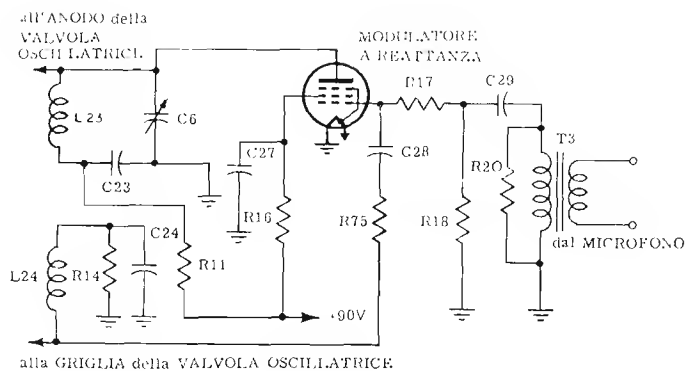 all'ANODO della
VALVOLA
OSCILLATRICE
MODULATORE
A REATTANZA
R17
C29
L23
C6
C27
C28
T3
C23
R20
R16
R75
R18
C24
L24
R14
R11
dal MICROFONO
+90V
alla GRIGLIA della VALVOLA OSCILLATRICE